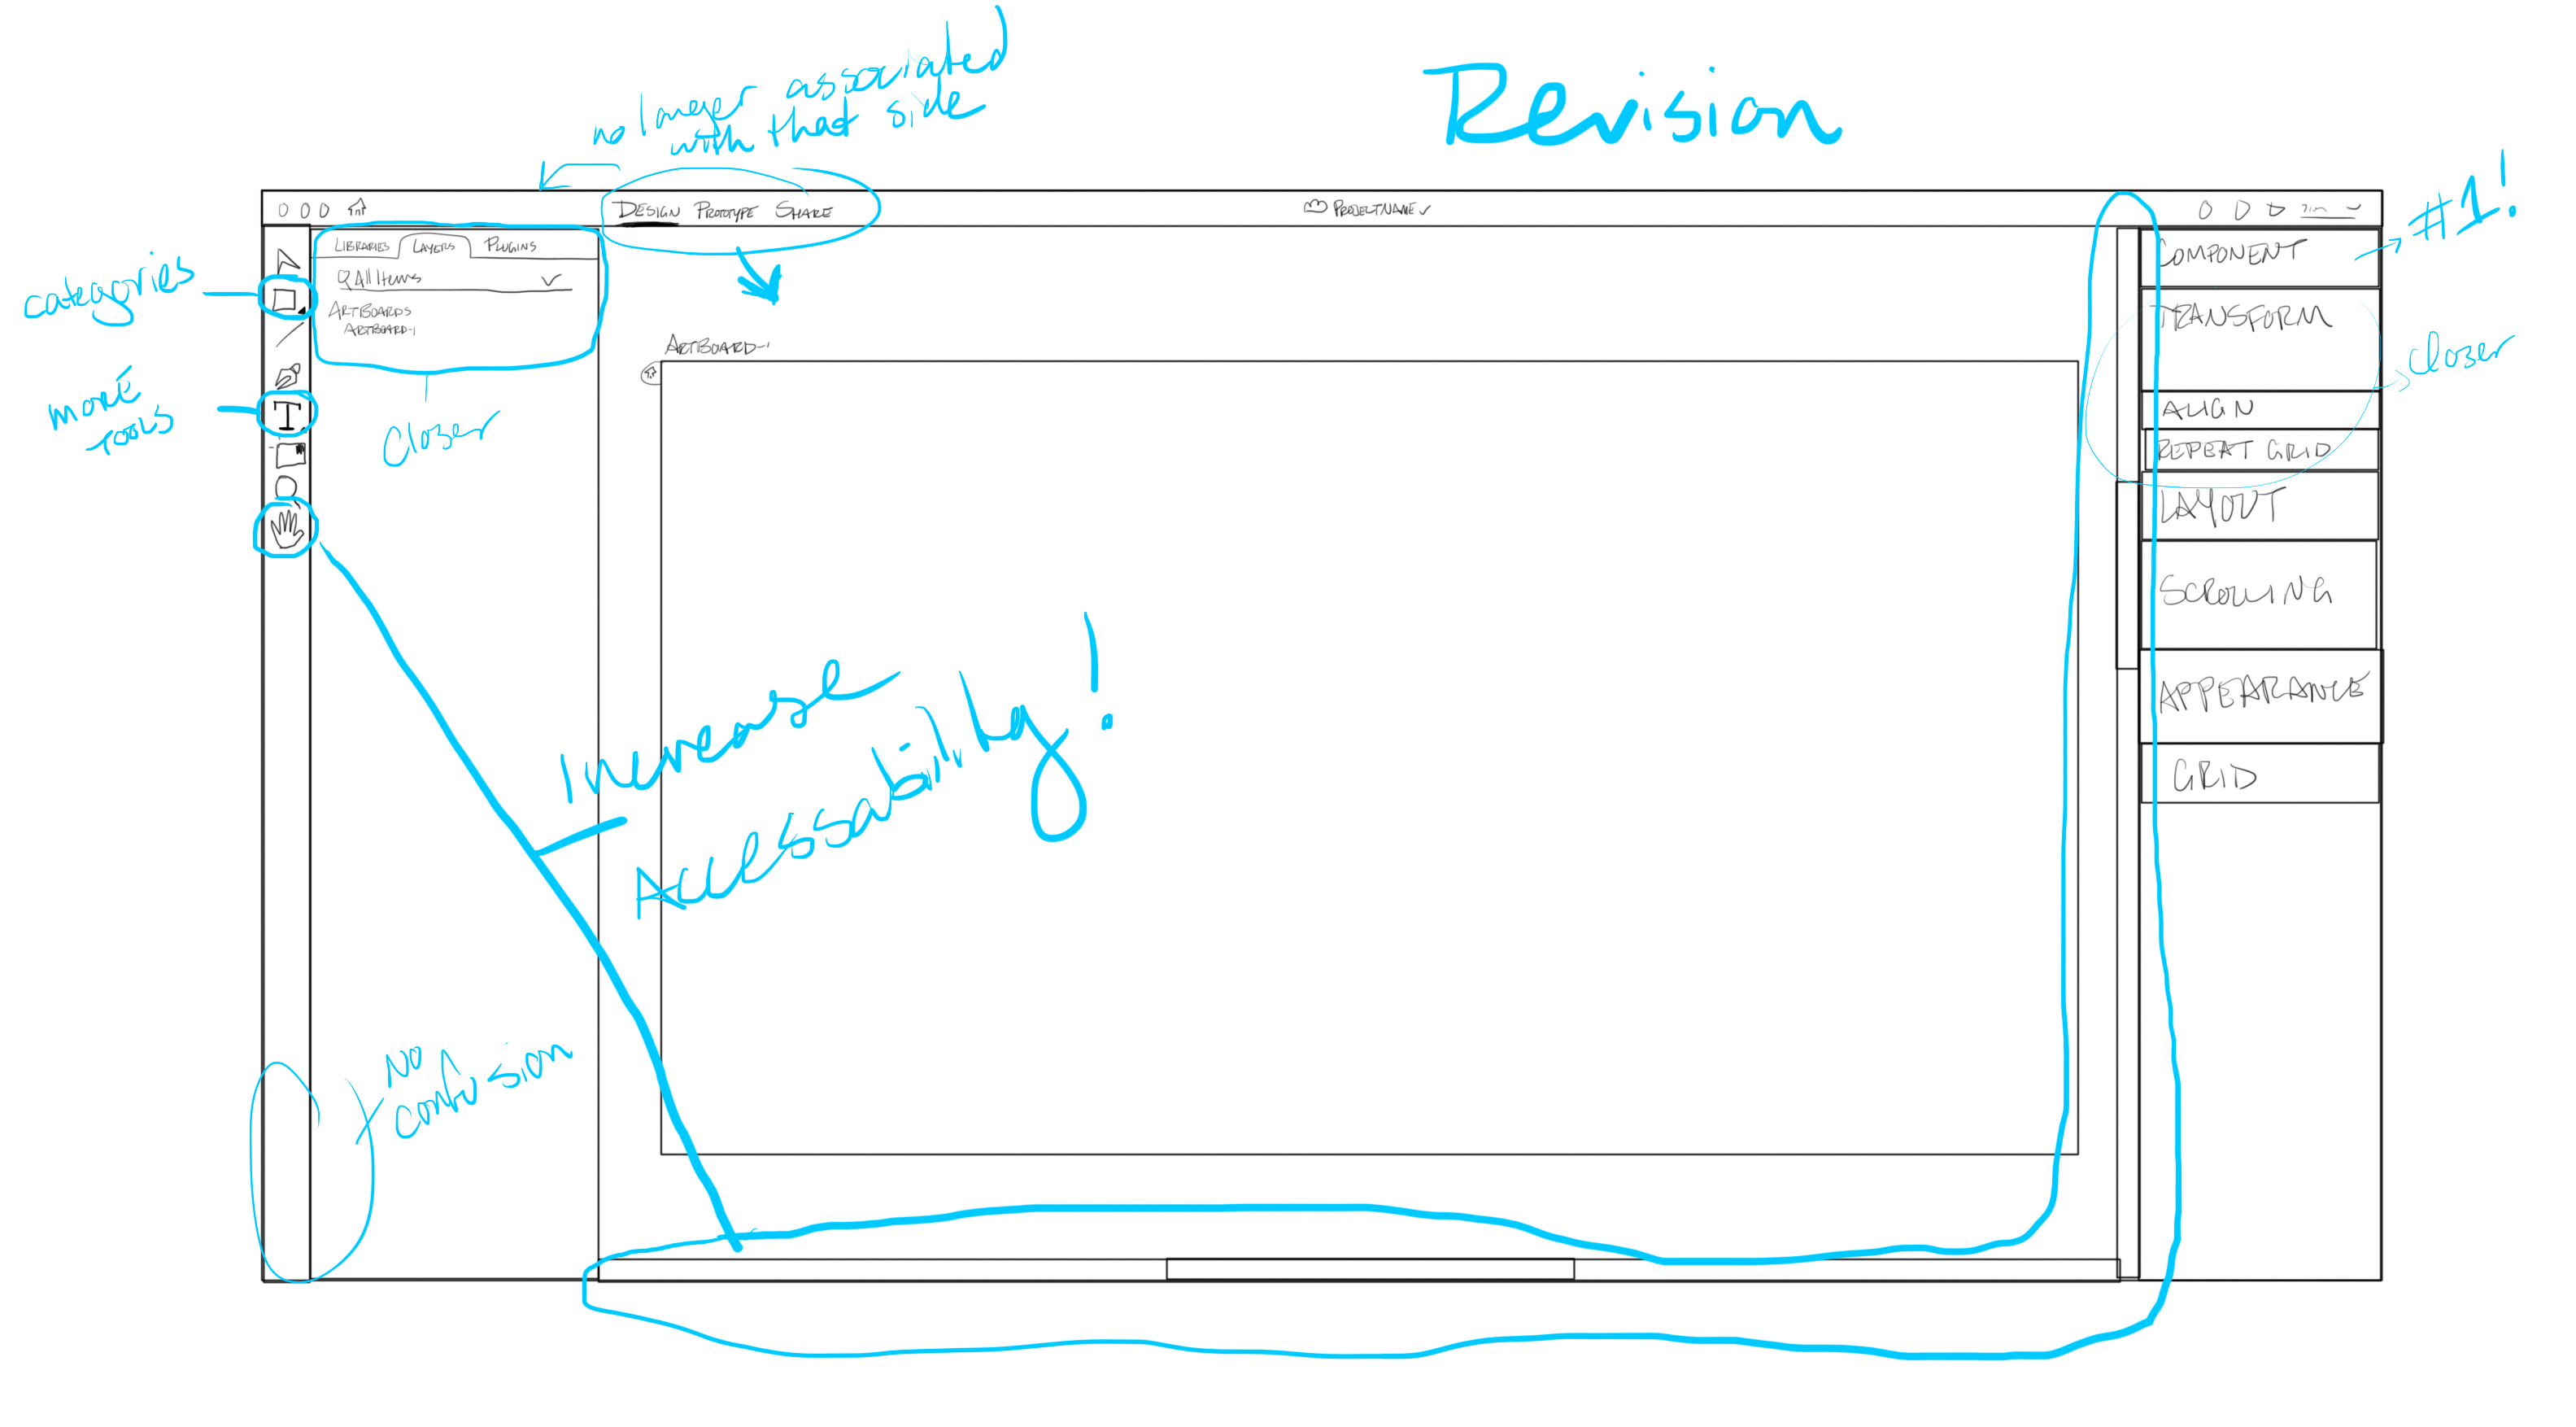 Revision
no longer associated
with that side
#1!
DESIGN PROTOTYPE SHARE
PROJECTNAME
LIBRARIES LAYERS PLUGINS
All Items
ARTBOARDS
ARTBOARD-1
categories
more
TOOLS
T
closer
ARTBOARD-1
COMPONENT
TRANSFORM
closer
ALIGN
REPEAT GRID
LAYOUT
SCROLLING
APPEARANCE
GRID
Increase
Accessability!
NO
confusion